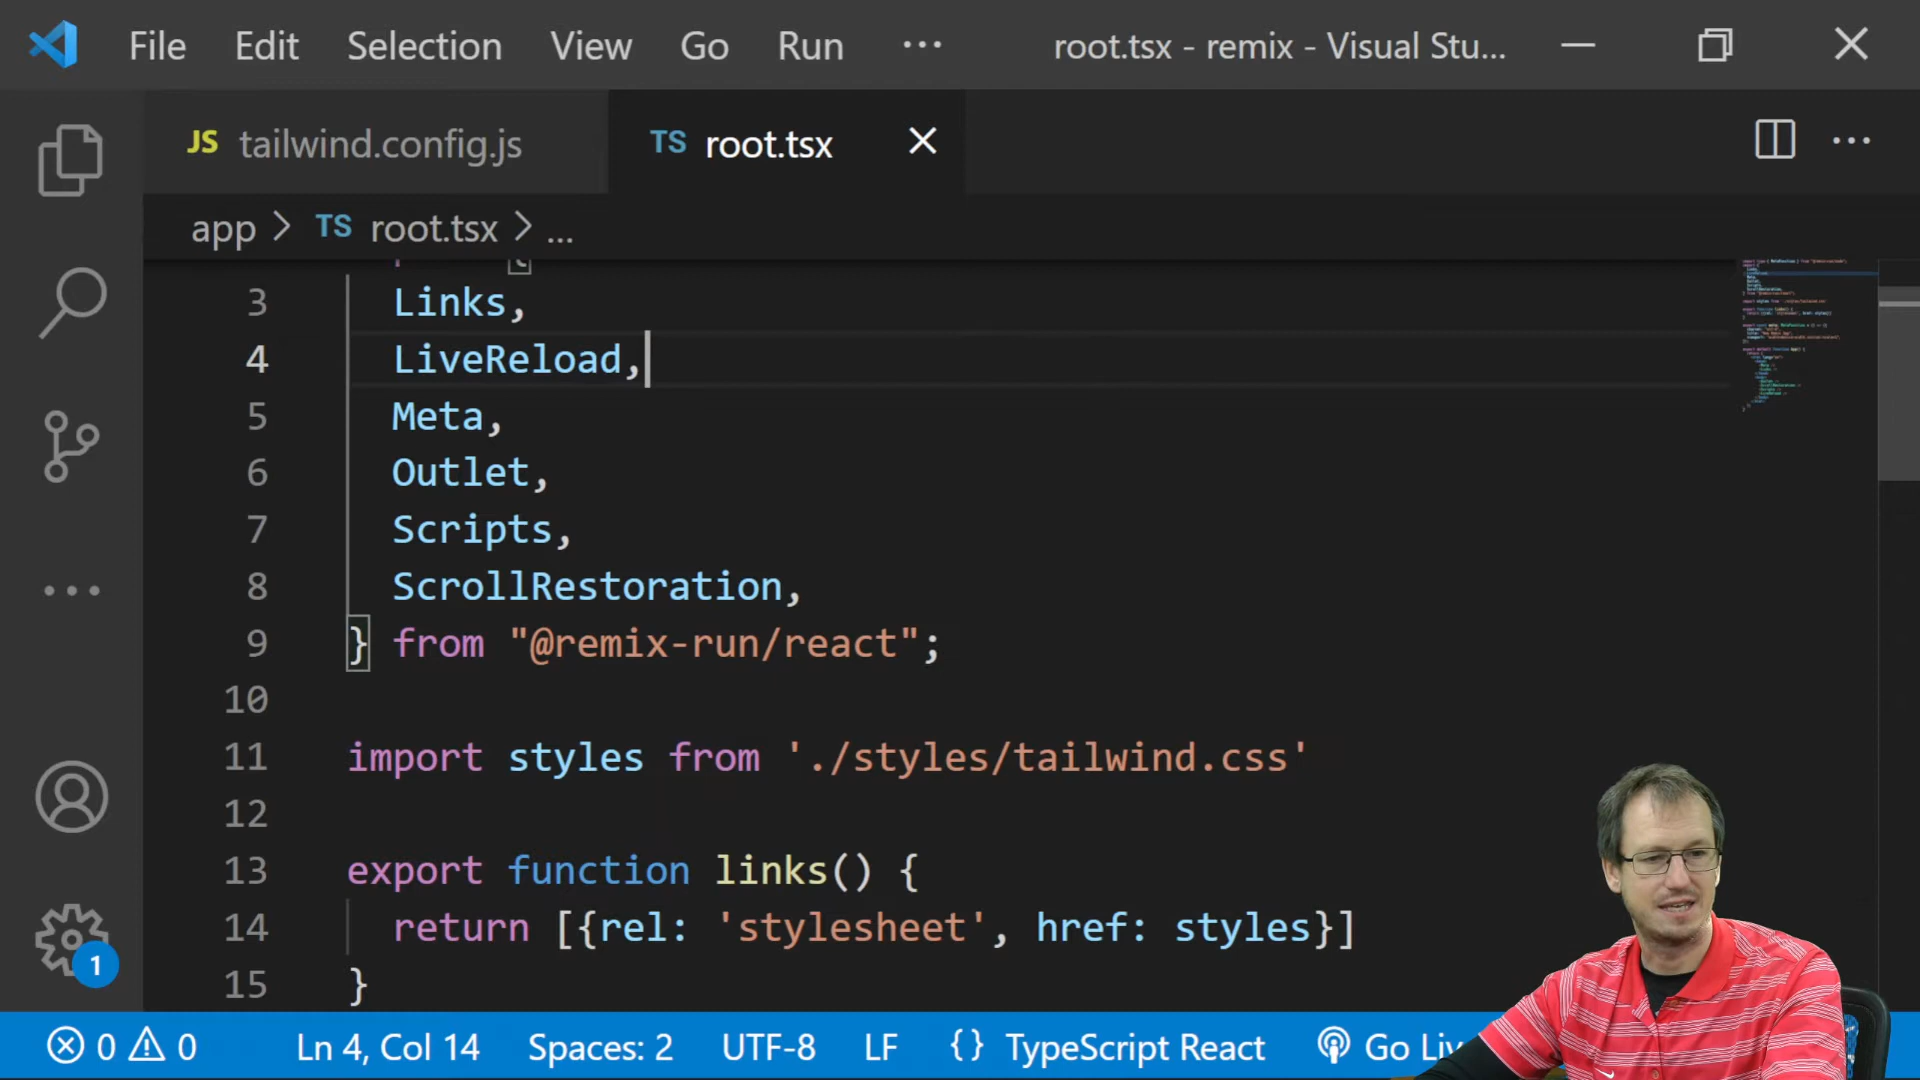 File Edit Selection View Go Run ··· root.tsx - remix - Visual Stu...
JS tailwind.config.js TS root.tsx
app > TS root.tsx > ...
3 Links,
4 LiveReload,
5 Meta,
6 Outlet,
7 Scripts,
8 ScrollRestoration,
9 } from "@remix-run/react";
10
11 import styles from './styles/tailwind.css'
12
13 export function links() {
14 return [{rel: 'stylesheet', href: styles}]
15 }
1
0 0 Ln 4, Col 14 Spaces: 2 UTF-8 LF {} TypeScript React Go Liv